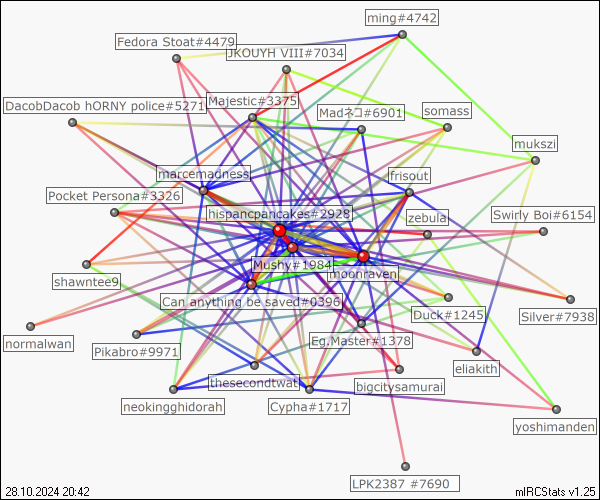 ming#4742
Fedora Stoat#4479
JKOUYH VIII#7034
DacobDacob hORNY police#5271
Majestic#3375
Madネコ#6901
somass
mukszi
marcemadness
frisout
Pocket Persona#3326
hispancpancakes#2928
zebula
Swirly Boi#6154
Mushy#1984
moonraven
shawntee9
Can anything be saved#0396
Duck#1245
Silver#7938
normalwan
Pikabro#9971
Eg.Master#1378
eliakith
thesecondtwat
bigcitysamurai
neokingghidorah
Cypha#1717
yoshimanden
LPK2387 #7690
28.10.2024 20:42
mIRCStats v1.25